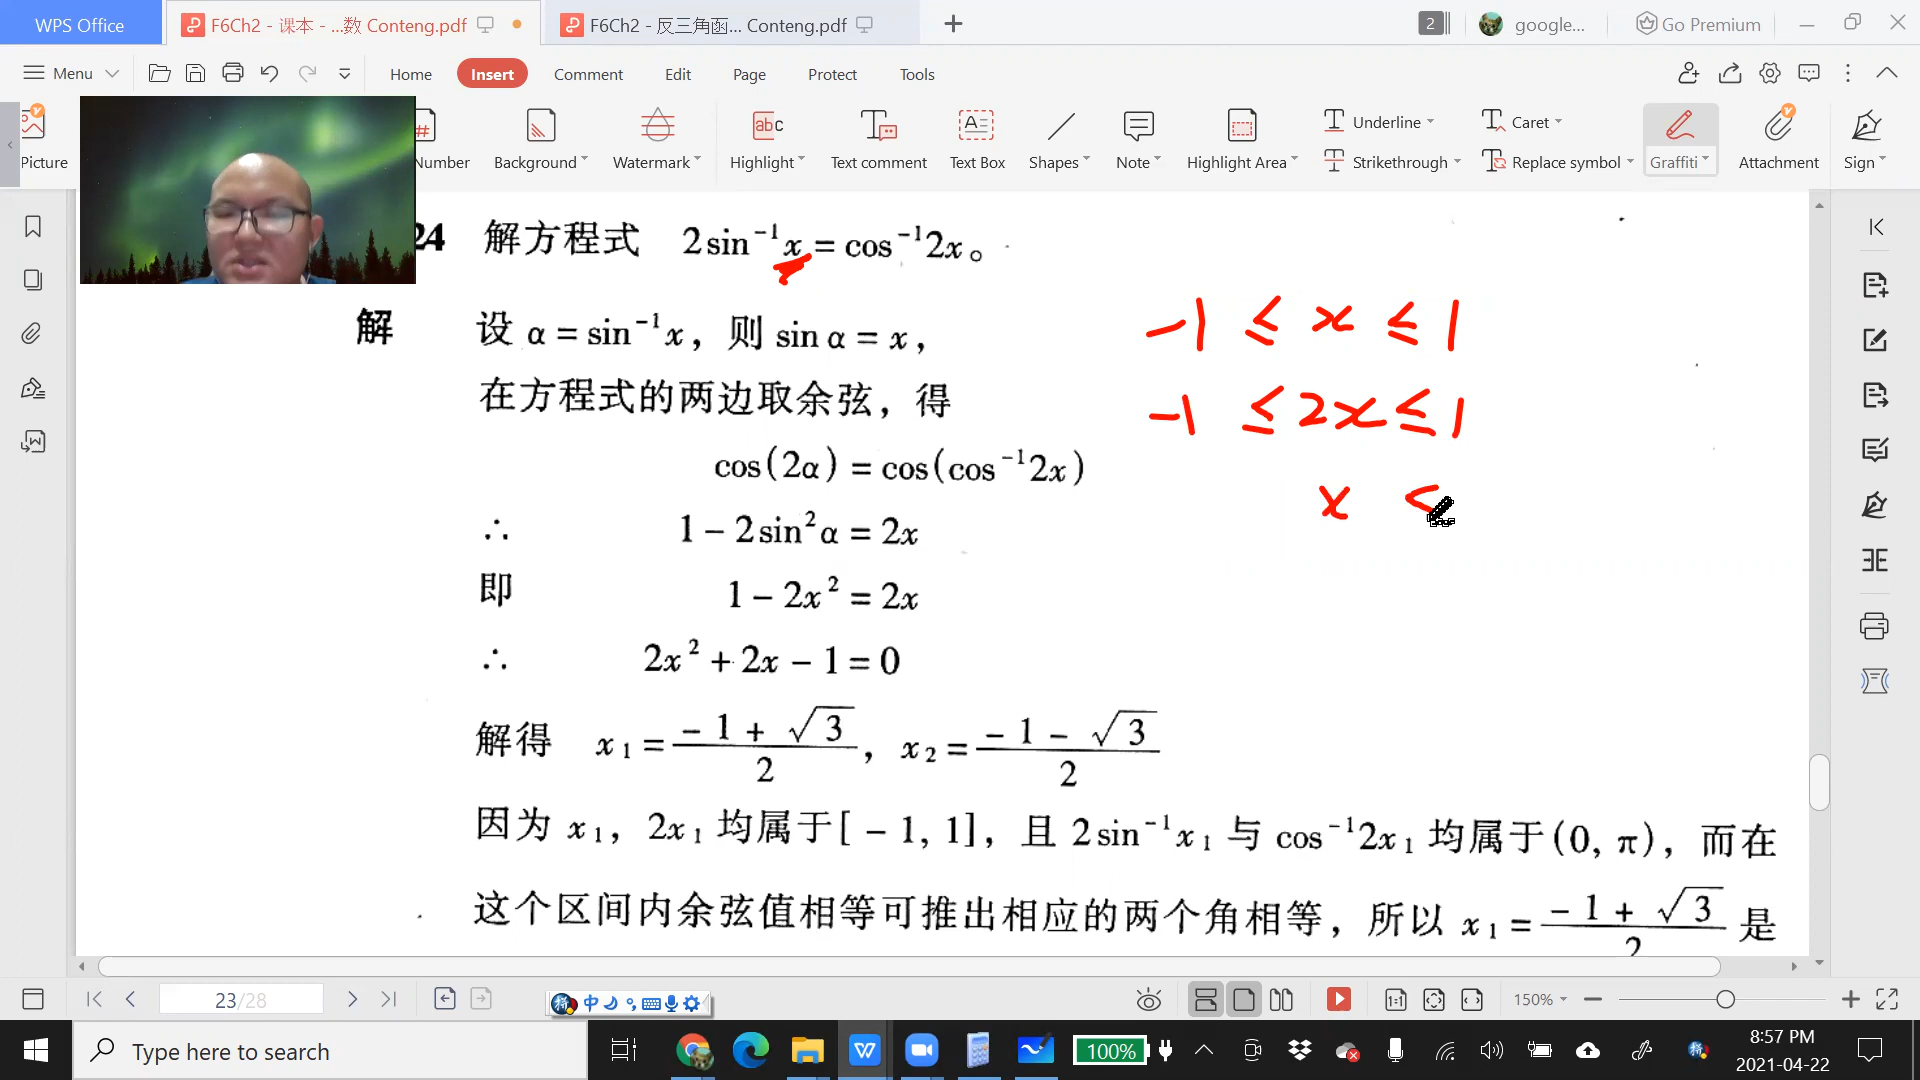 WPS Office
F6Ch2 - 课本 - ...数 Conteng.pdf
F6Ch2 - 反三角函... Conteng.pdf
2
google...
Go Premium
Menu
Home
Insert
Comment
Edit
Page
Protect
Tools
Picture
Number
Background
Watermark
Highlight
Text comment
Text Box
Shapes
Note
Highlight Area
Underline
Strikethrough
Caret
Replace symbol
Graffiti
Attachment
Sign
24 解方程式 2sin⁻¹x = cos⁻¹2x。
解 设 α = sin⁻¹x，则 sin α = x，
在方程式的两边取余弦，得
cos(2α) = cos(cos⁻¹2x)
∴ 1 − 2sin²α = 2x
即 1 − 2x² = 2x
∴ 2x² + 2x − 1 = 0
解得 x₁ = (−1 + √3)/2，x₂ = (−1 − √3)/2
因为 x₁，2x₁ 均属于[−1, 1]，且 2sin⁻¹x₁ 与 cos⁻¹2x₁ 均属于(0, π)，而在
这个区间内余弦值相等可推出相应的两个角相等，所以 x₁ = (−1 + √3)/2 是
−1 ≤ x ≤ 1
−1 ≤ 2x ≤ 1
x <
23/28
中
150%
Type here to search
100%
8:57 PM
2021-04-22